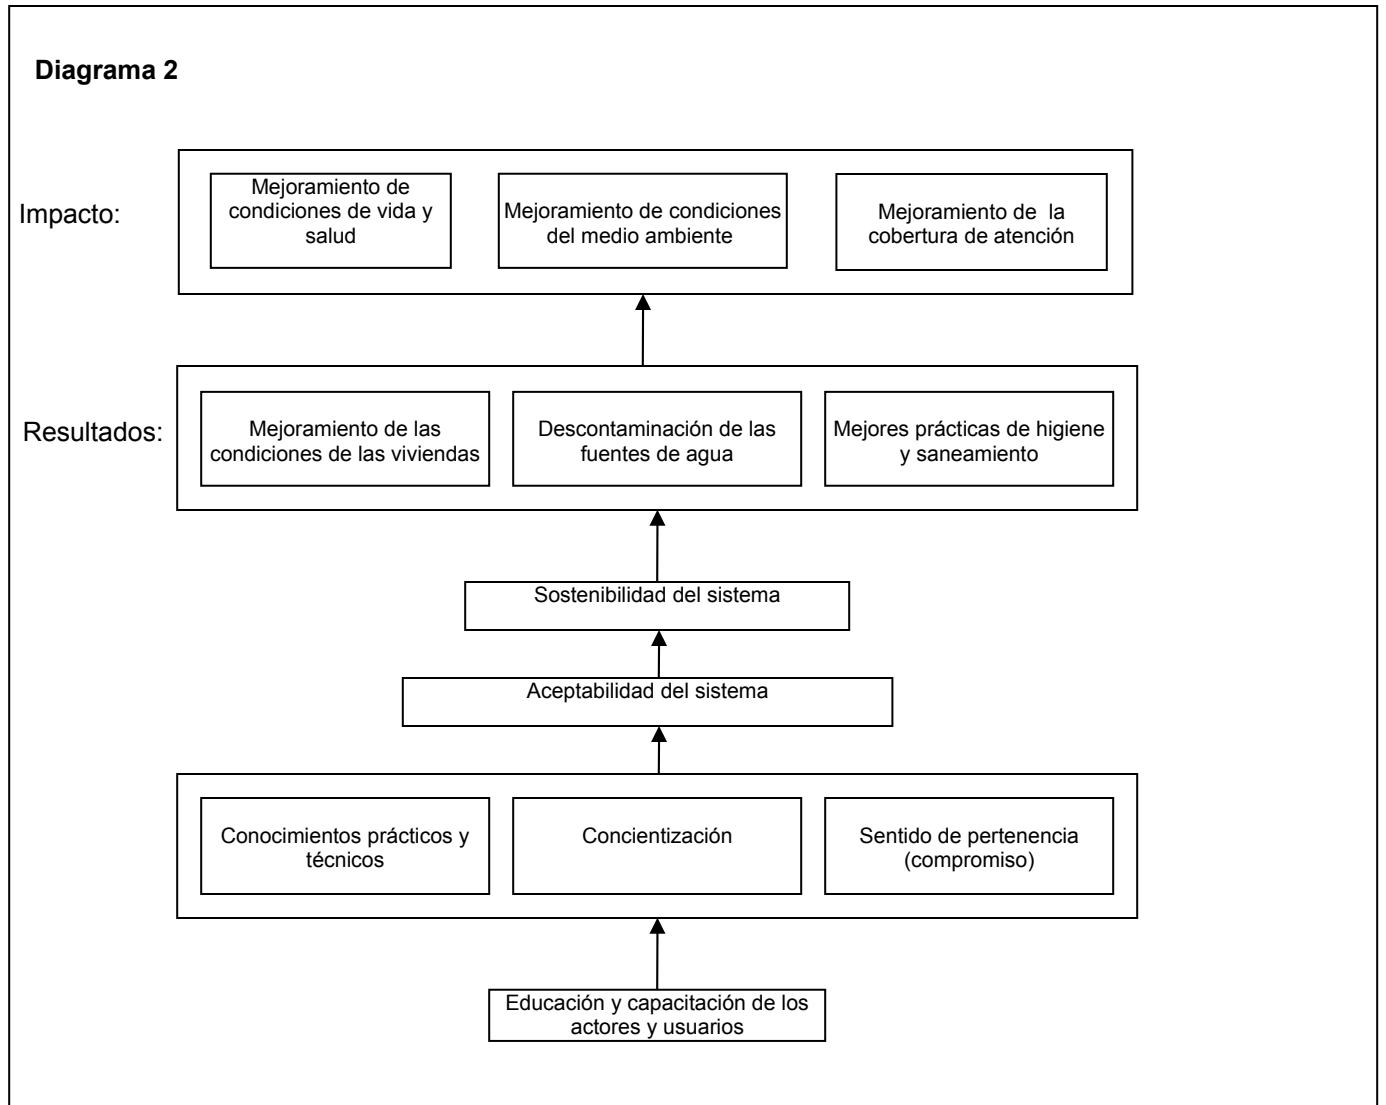 Diagrama 2
Impacto:
Mejoramiento de
condiciones de vida y
salud
Mejoramiento de condiciones
del medio ambiente
Mejoramiento de  la
cobertura de atención
Resultados:
Mejoramiento de las
condiciones de las viviendas
Descontaminación de las
fuentes de agua
Mejores prácticas de higiene
y saneamiento
Sostenibilidad del sistema
Aceptabilidad del sistema
Conocimientos prácticos y
técnicos
Concientización
Sentido de pertenencia
(compromiso)
Educación y capacitación de los
actores y usuarios